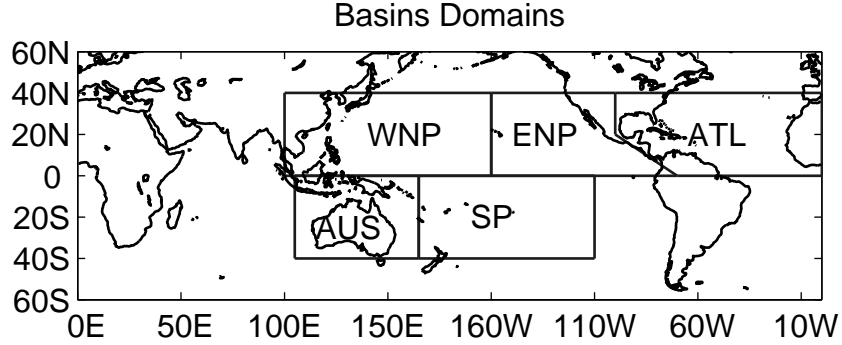 Basins Domains
60N
40N
20N
0
20S
40S
60S
WNP ENP ATL
AUS SP
0E 50E 100E 150E 160W 110W 60W 10W